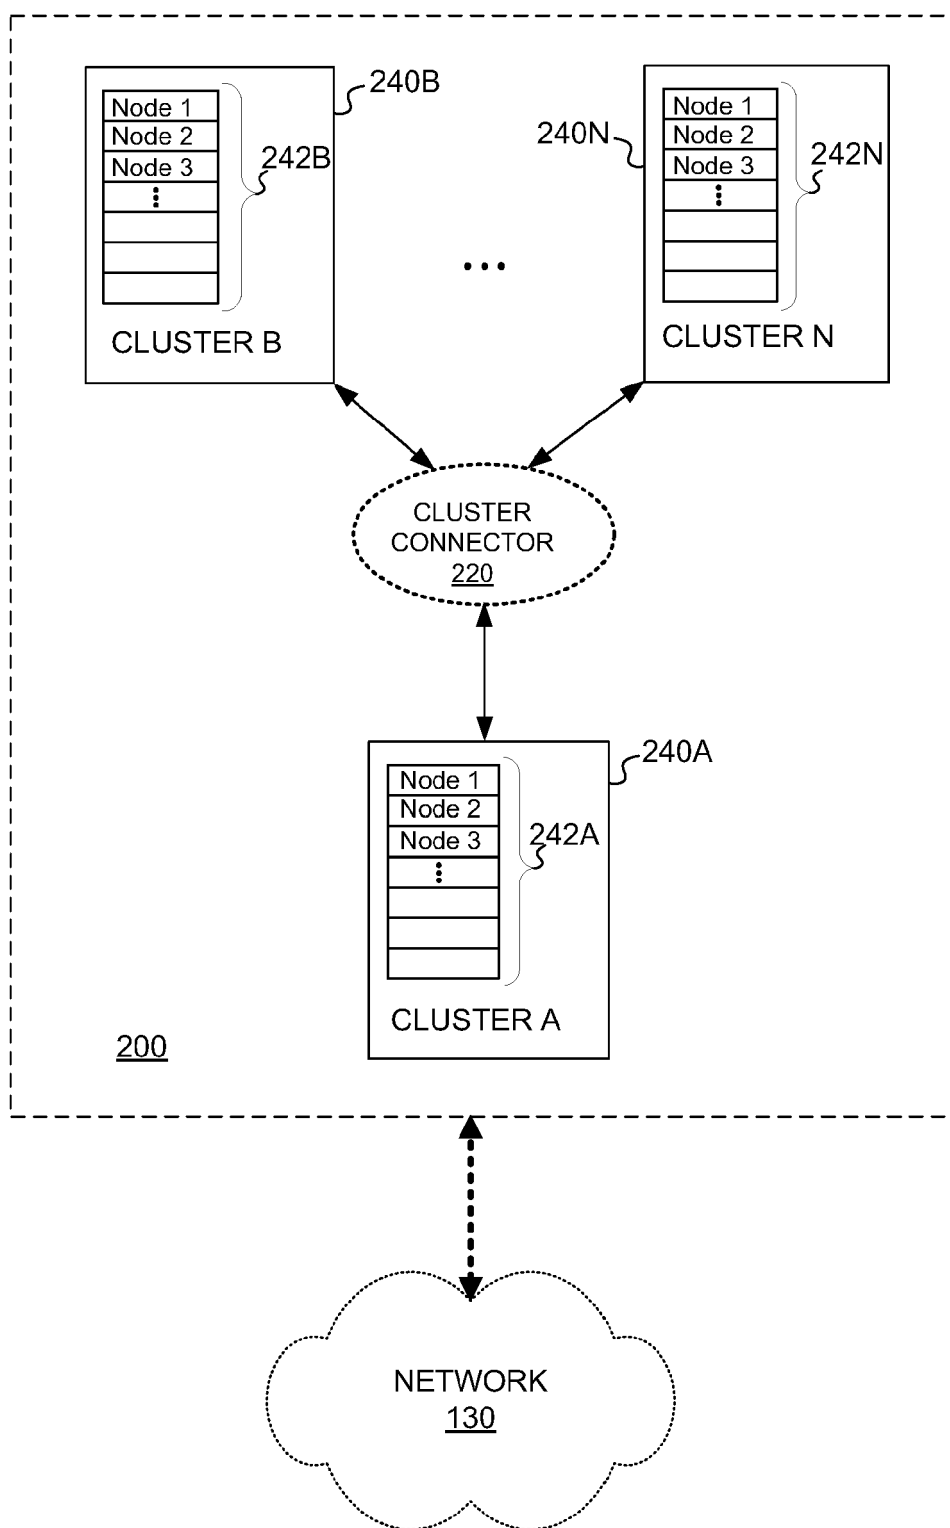 240B
Node 1
Node 2
Node 3
242B
CLUSTER B
240N
Node 1
Node 2
Node 3
242N
CLUSTER N
...
CLUSTER
CONNECTOR
220
240A
Node 1
Node 2
Node 3
242A
CLUSTER A
200
NETWORK
130